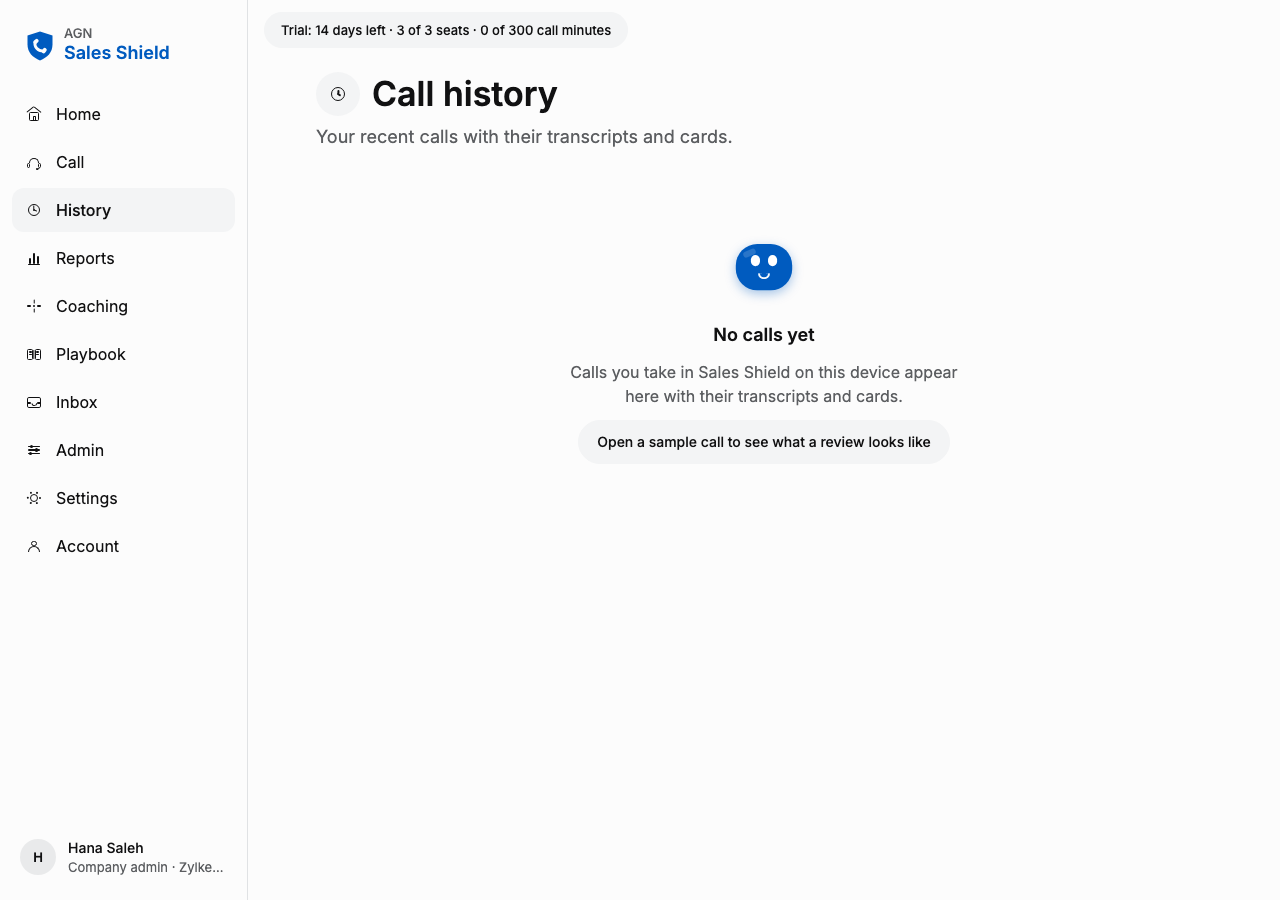 AGN
Sales Shield
Home
Call
History
Reports
Coaching
Playbook
Inbox
Admin
Settings
Account
Hana Saleh
H
Company admin · Zylke...
Trial: 14 days left · 3 of 3 seats · 0 of 300 call minutes
Call history
Your recent calls with their transcripts and cards.
No calls yet
Calls you take in Sales Shield on this device appear
here with their transcripts and cards.
Open a sample call to see what a review looks like